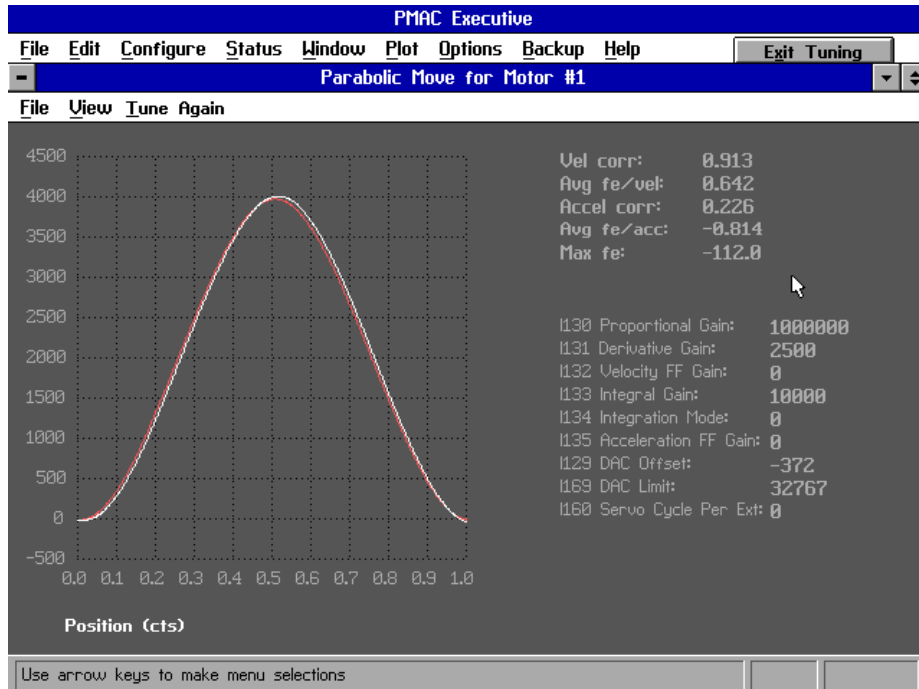 PMAC Executive
File Edit Configure Status Window Plot Options Backup Help Exit Tuning
Parabolic Move for Motor #1
File View Tune Again
4500
4000
3500
3000
2500
2000
1500
1000
500
0
-500
0.0 0.1 0.2 0.3 0.4 0.5 0.6 0.7 0.8 0.9 1.0
Position (cts)
Vel corr: 0.913
Avg fe/vel: 0.642
Accel corr: 0.226
Avg fe/acc: -0.814
Max fe: -112.0
I130 Proportional Gain: 1000000
I131 Derivative Gain: 2500
I132 Velocity FF Gain: 0
I133 Integral Gain: 10000
I134 Integration Mode: 0
I135 Acceleration FF Gain: 0
I129 DAC Offset: -372
I169 DAC Limit: 32767
I160 Servo Cycle Per Ext: 0
Use arrow keys to make menu selections